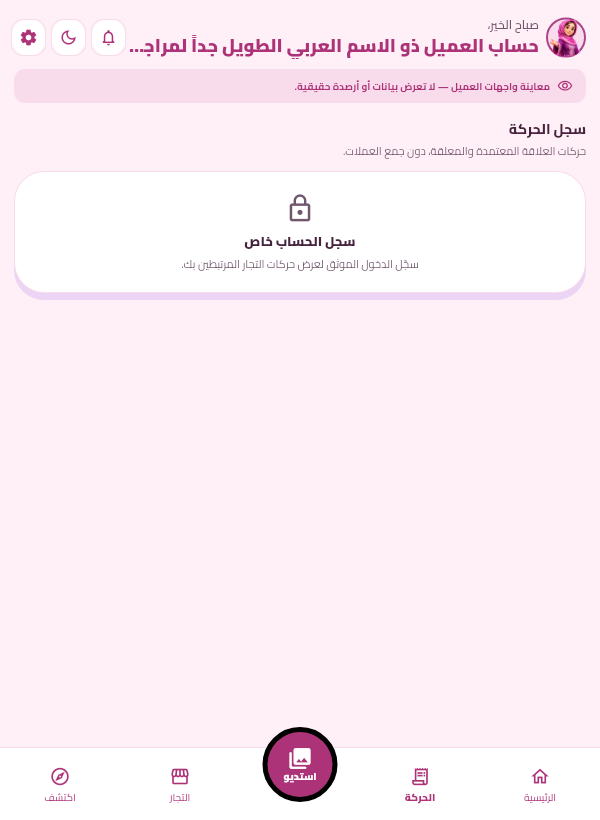 صباح الخير،
حساب العميل ذو الاسم العربي الطويل جداً لمراجـ...
معاينة واجهات العميل — لا تعرض بيانات أو أرصدة حقيقية.
سجل الحركة
حركات العلاقة المعتمدة والمعلقة، دون جمع العملات.
سجل الحساب خاص
سجّل الدخول الموثق لعرض حركات التجار المرتبطين بك.
الرئيسية
الحركة
استديو
التجار
اكتشف